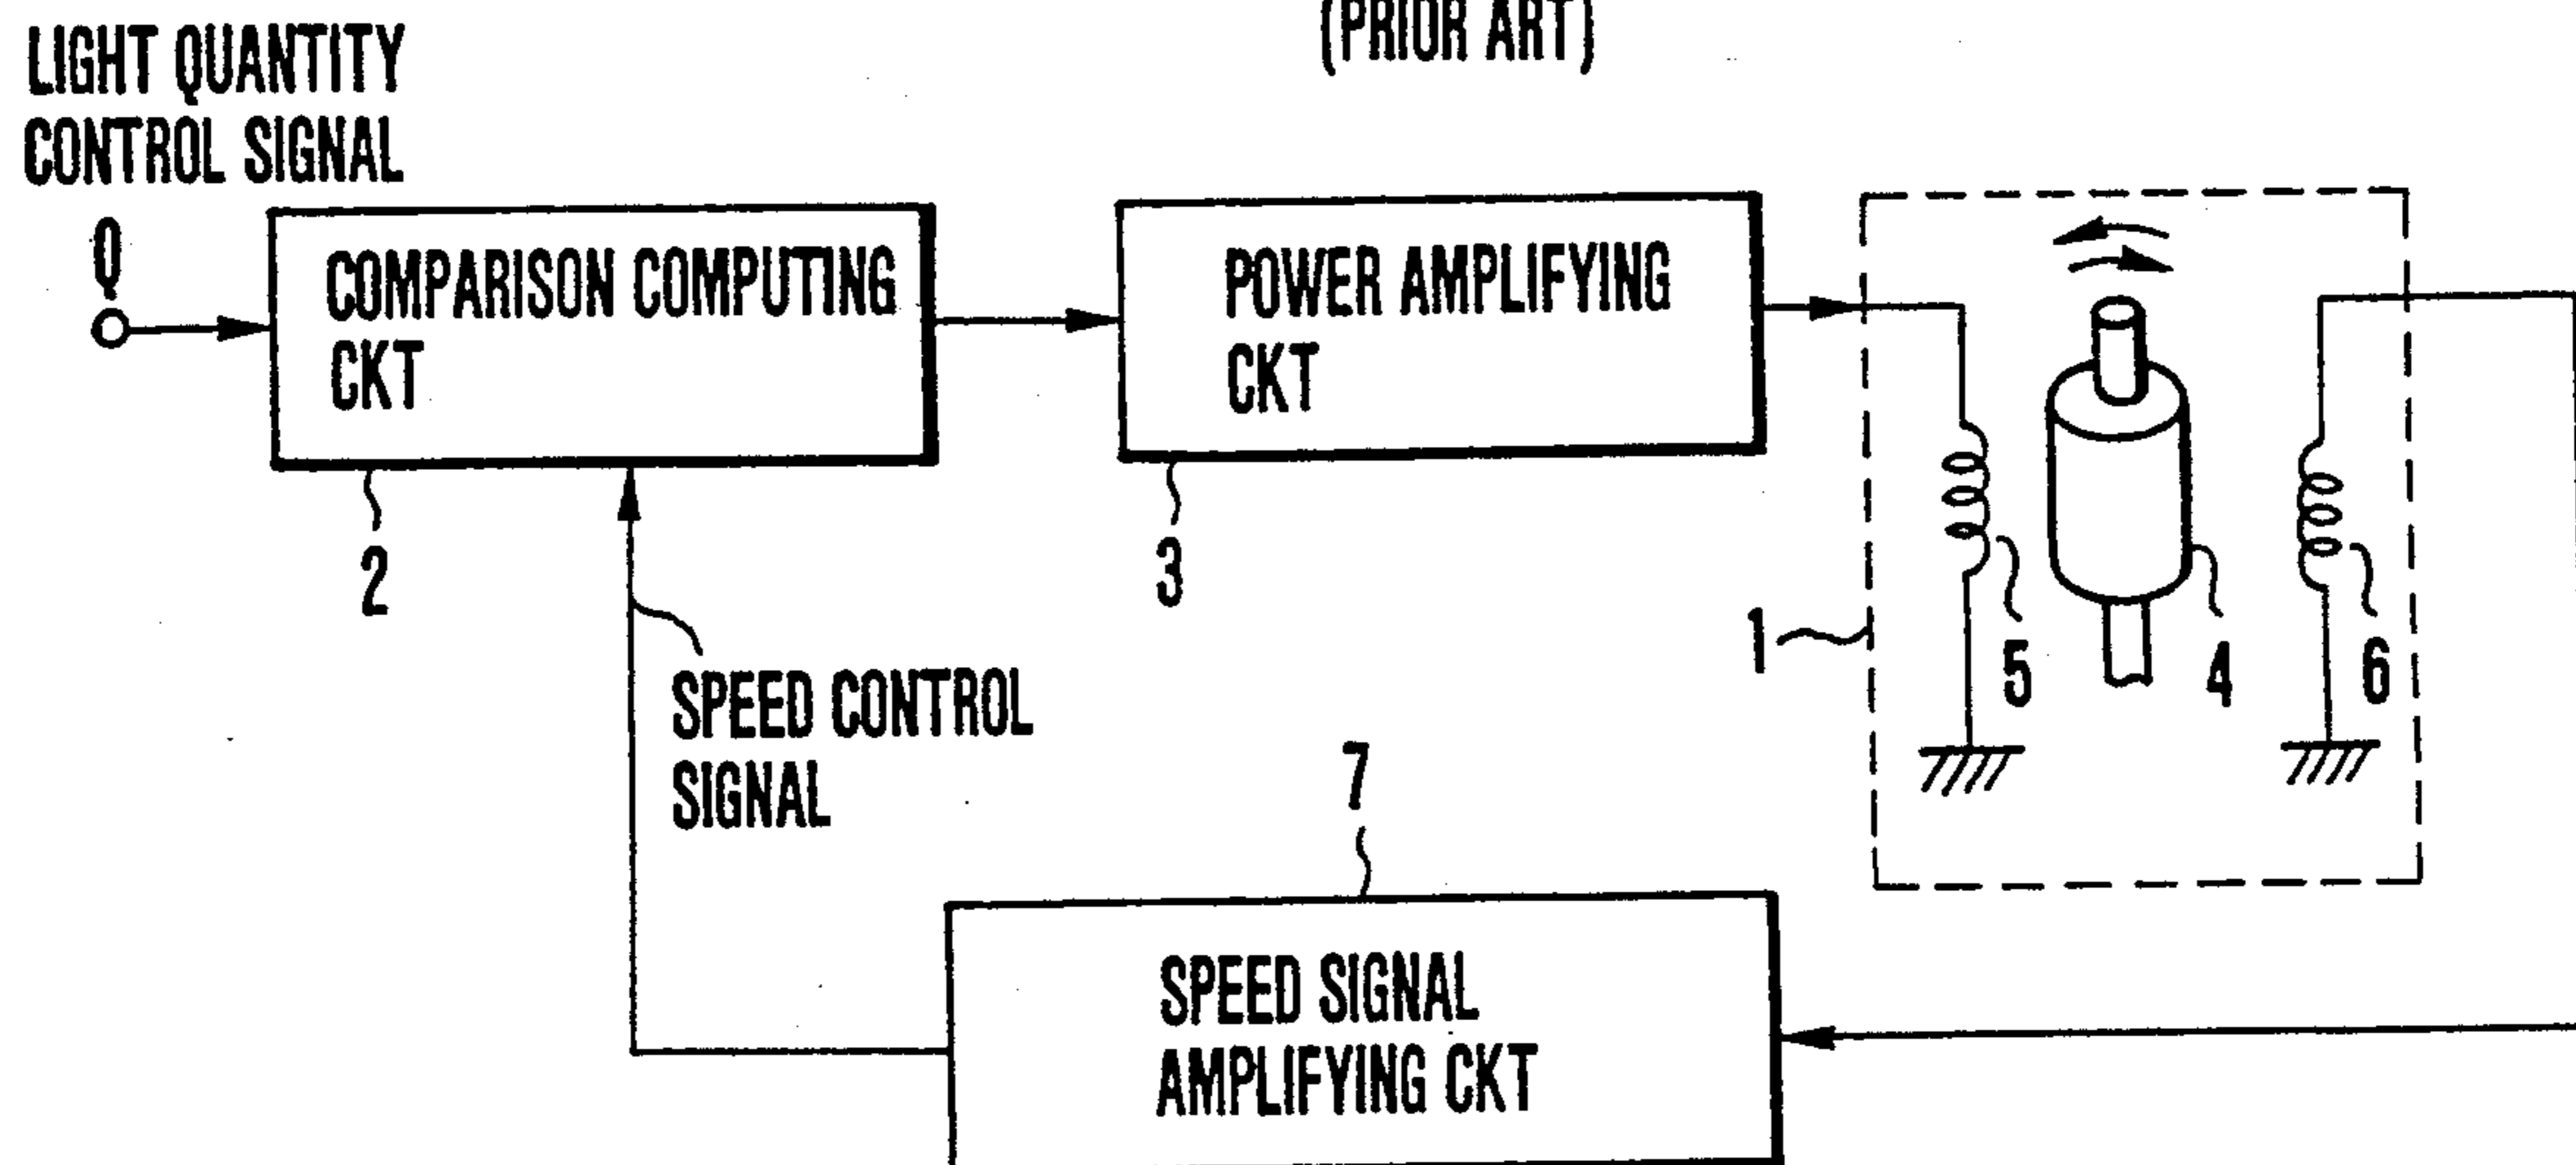 (PRIOR ART)
LIGHT QUANTITY
CONTROL SIGNAL
Q
COMPARISON COMPUTING
CKT
POWER AMPLIFYING
CKT
2
3
1
5
4
6
SPEED CONTROL
SIGNAL
7
SPEED SIGNAL
AMPLIFYING CKT